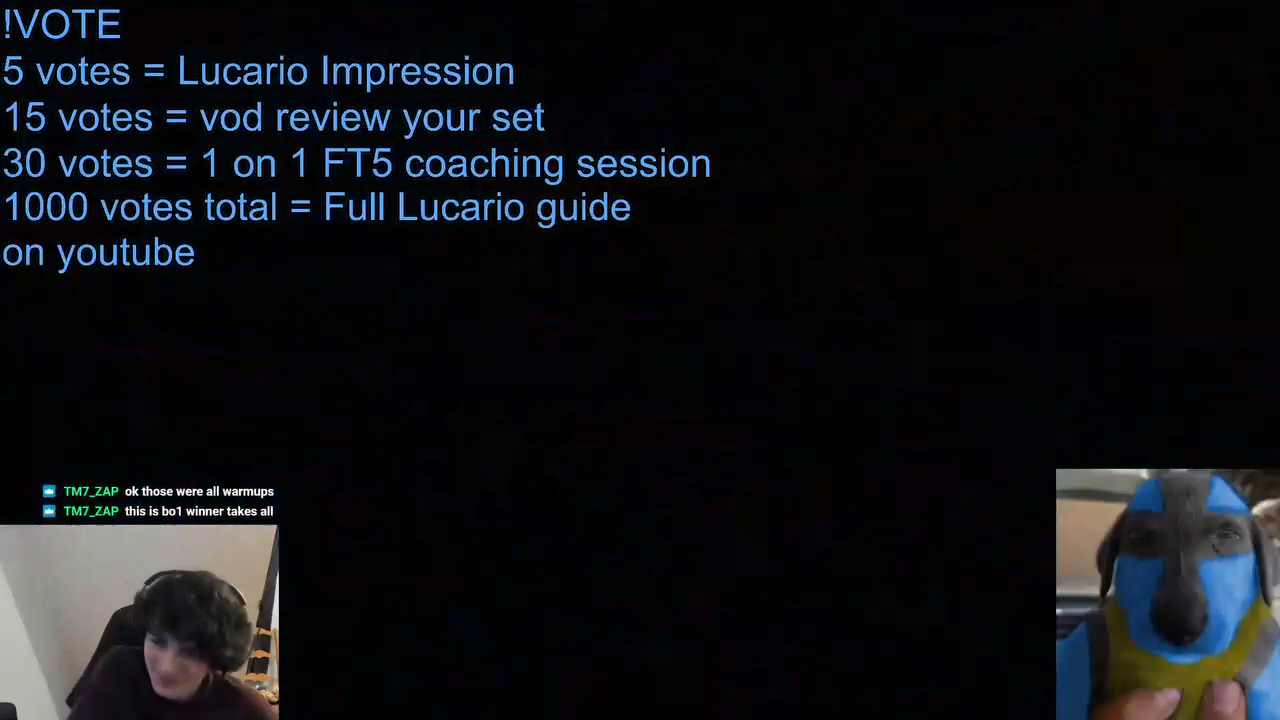 !VOTE
5 votes = Lucario Impression
15 votes = vod review your set
30 votes = 1 on 1 FT5 coaching session
1000 votes total = Full Lucario guide
on youtube
TM7_ZAP ok those were all warmups
TM7_ZAP this is bo1 winner takes all